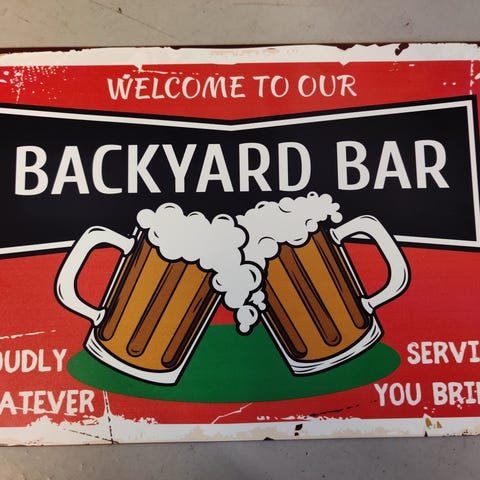 WELCOME TO OUR
BACKYARD BAR
OUDLY SERVI
ATEVER YOU BRI